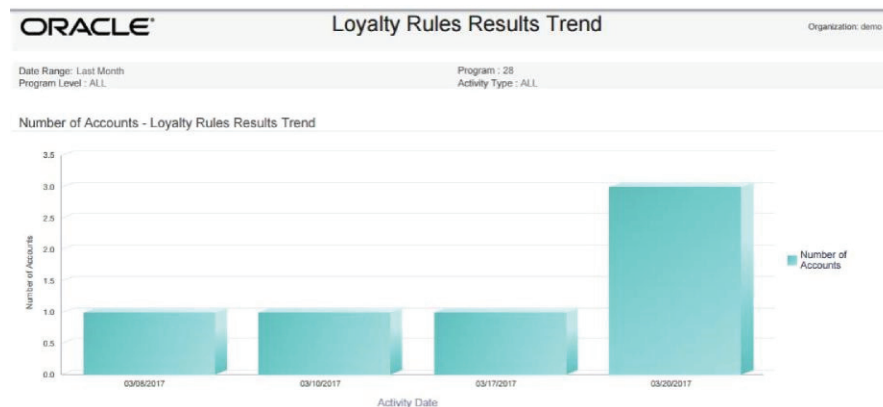 ORACLE®
Loyalty Rules Results Trend
Organization: demo
Date Range: Last Month
Program : 28
Program Level : ALL
Activity Type : ALL
Number of Accounts - Loyalty Rules Results Trend
3.5
3.0
2.5
2.0
1.5
1.0
0.5
0.0
Number of Accounts
03/08/2017
03/10/2017
03/17/2017
03/20/2017
Activity Date
Number of
Accounts